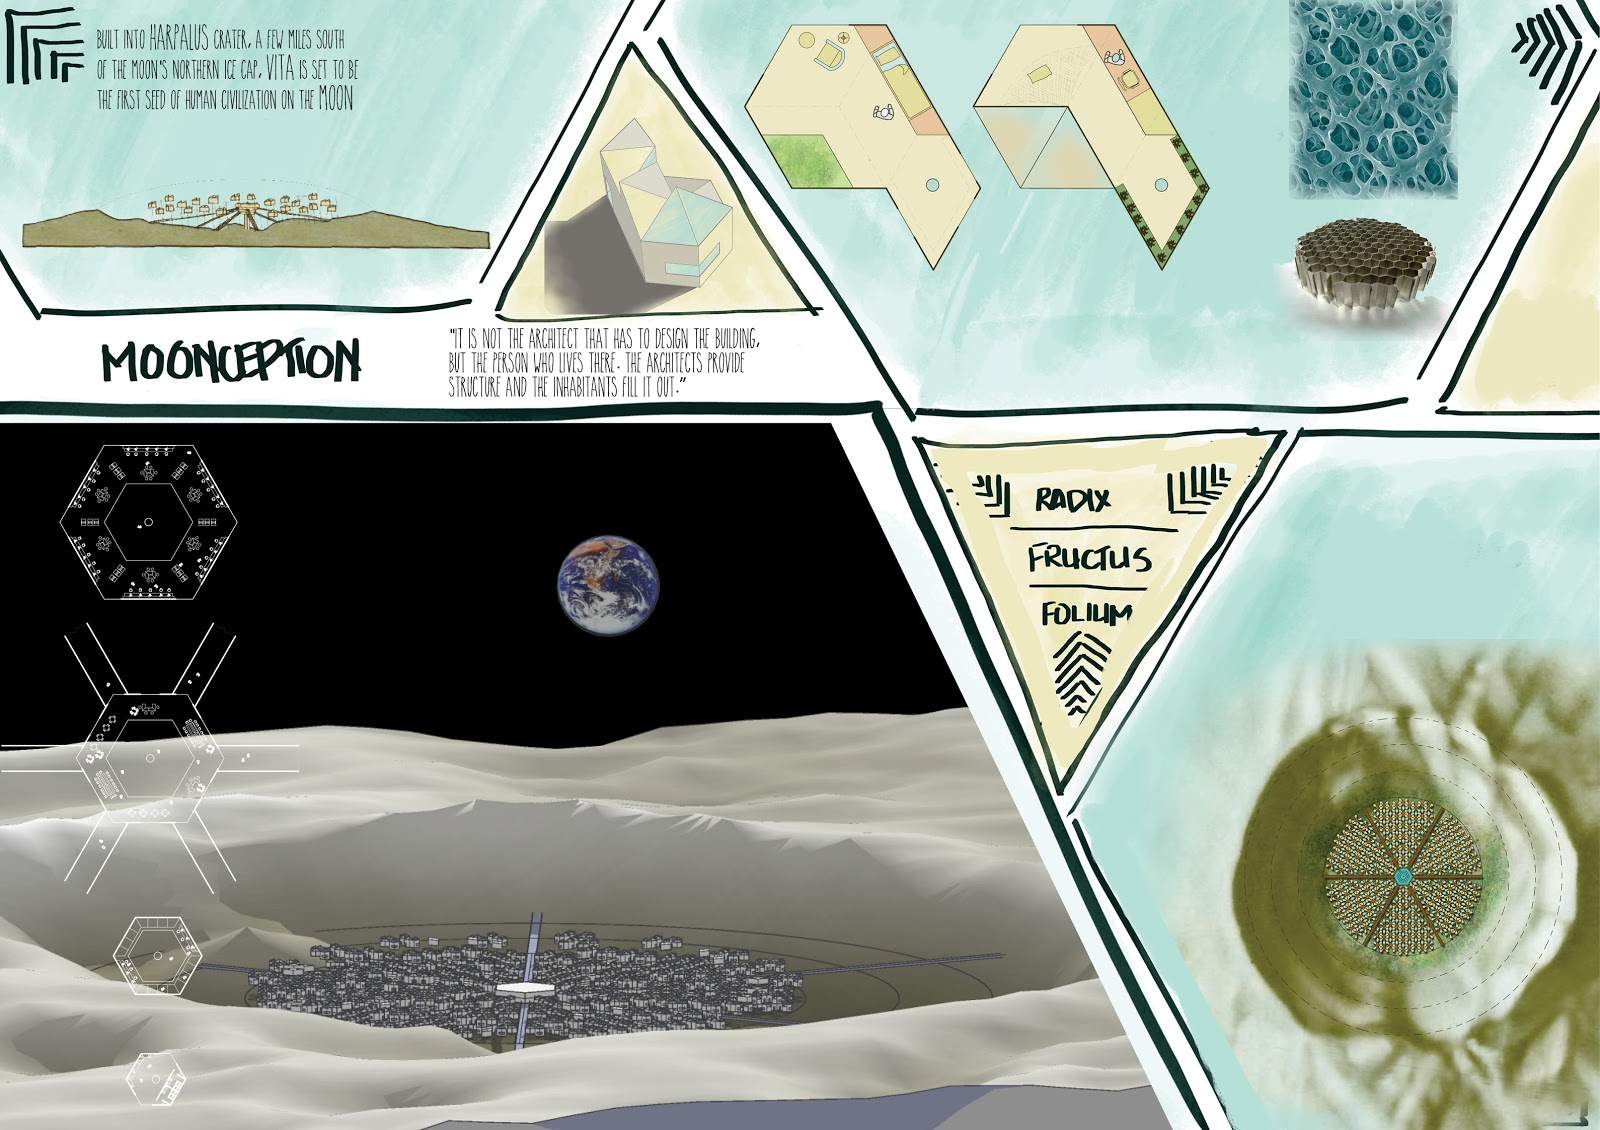 BUILT INTO HARPALUS CRATER, A FEW MILES SOUTH
OF THE MOON'S NORTHERN ICE CAP, VITA IS SET TO BE
THE FIRST SEED OF HUMAN CIVILIZATION ON THE MOON
MOONCEPTION
"IT IS NOT THE ARCHITECT THAT HAS TO DESIGN THE BUILDING,
BUT THE PERSON WHO LIVES THERE. THE ARCHITECTS PROVIDE
STRUCTURE AND THE INHABITANTS FILL IT OUT."
RADIX
FRUCTUS
FOLIUM